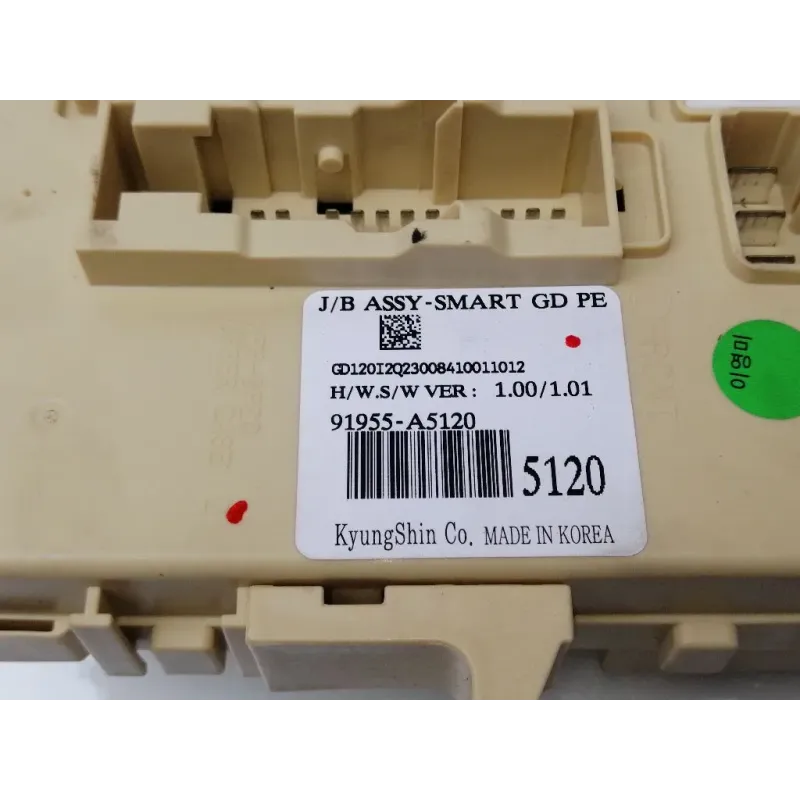 J/B ASSY-SMART GD PE
GD120I2Q23008410011012
H/W.S/W VER : 1.00/1.01
91955-A5120
5120
KyungShin Co. MADE IN KOREA
이영미